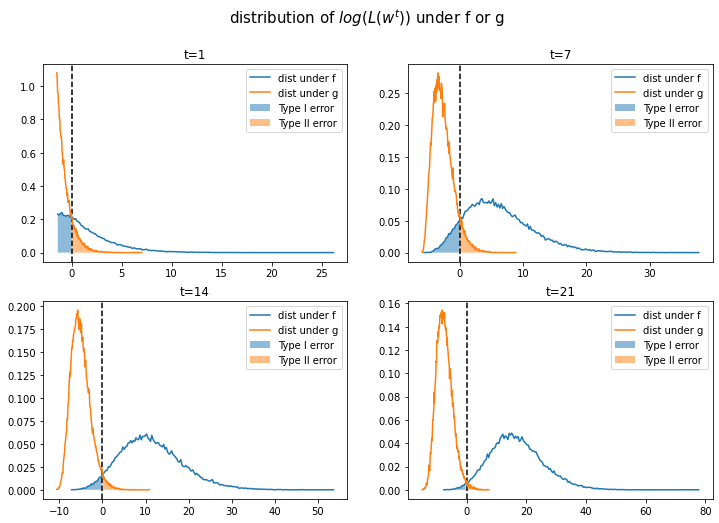 distribution of log(L(w^t)) under f or g
t=1
dist under f
dist under g
Type I error
Type II error
1.0
0.8
0.6
0.4
0.2
0.0
0 5 10 15 20 25
t=7
dist under f
dist under g
Type I error
Type II error
0.25
0.20
0.15
0.10
0.05
0.00
0 10 20 30
t=14
dist under f
dist under g
Type I error
Type II error
0.200
0.175
0.150
0.125
0.100
0.075
0.050
0.025
0.000
−10 0 10 20 30 40 50
t=21
dist under f
dist under g
Type I error
Type II error
0.16
0.14
0.12
0.10
0.08
0.06
0.04
0.02
0.00
−20 0 20 40 60 80